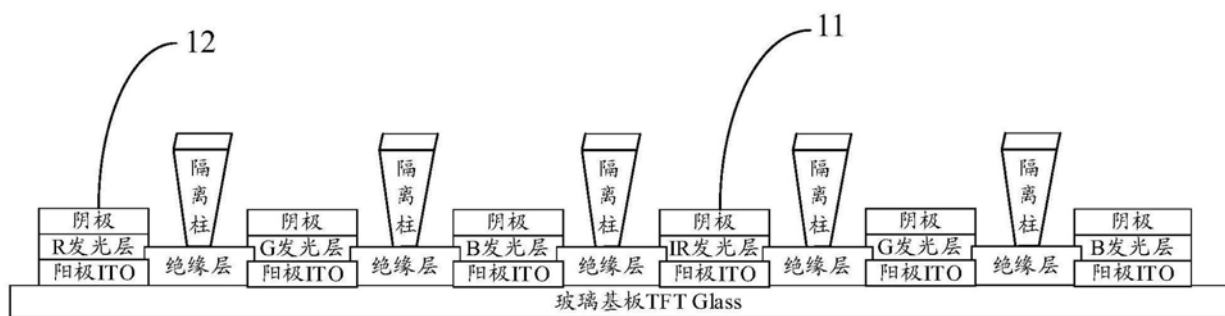 12
11
隔离柱
隔离柱
隔离柱
隔离柱
隔离柱
阴极
阴极
阴极
阴极
阴极
阴极
R发光层
G发光层
B发光层
IR发光层
G发光层
B发光层
绝缘层
绝缘层
绝缘层
绝缘层
绝缘层
阳极ITO
阳极ITO
阳极ITO
阳极ITO
阳极ITO
阳极ITO
玻璃基板TFT Glass